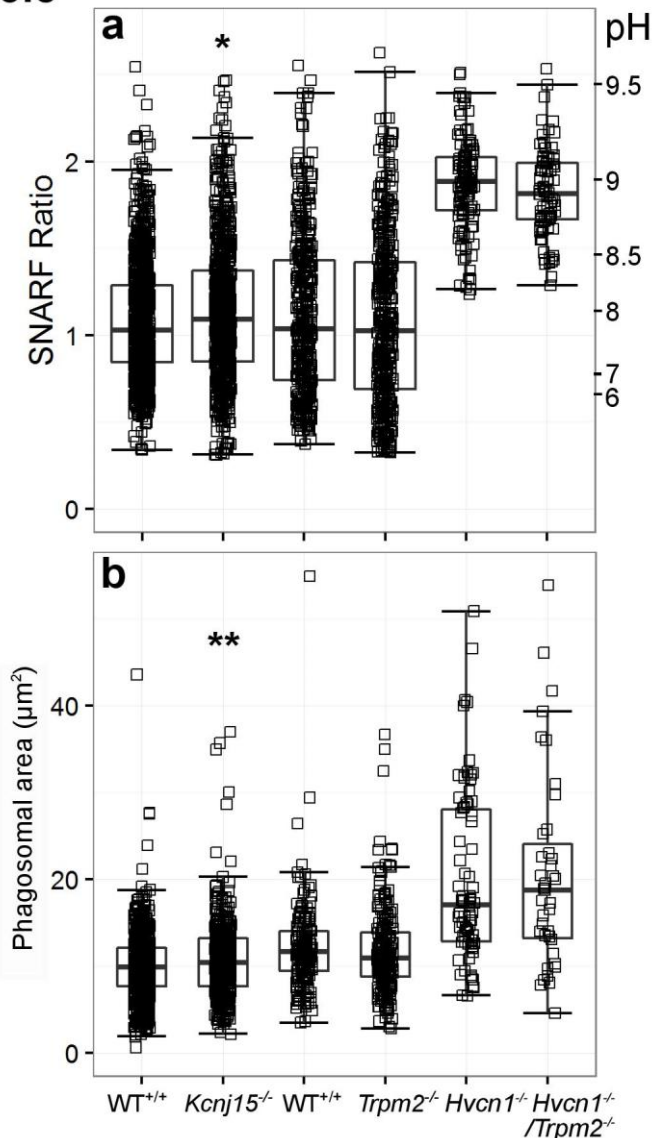 a
*
pH
9.5
2
9
SNARF Ratio
8.5
8
1
7
6
0
b
**
Phagosomal area (µm²)
40
20
0
WT⁺/⁺ Kcnj15⁻/⁻ WT⁺/⁺ Trpm2⁻/⁻ Hvcn1⁻/⁻ Hvcn1⁻/⁻
/Trpm2⁻/⁻